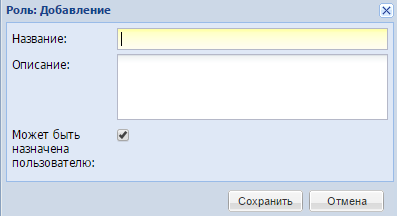 Роль: Добавление
Название:
Описание:
Может быть
назначена
пользователю:
Сохранить Отмена